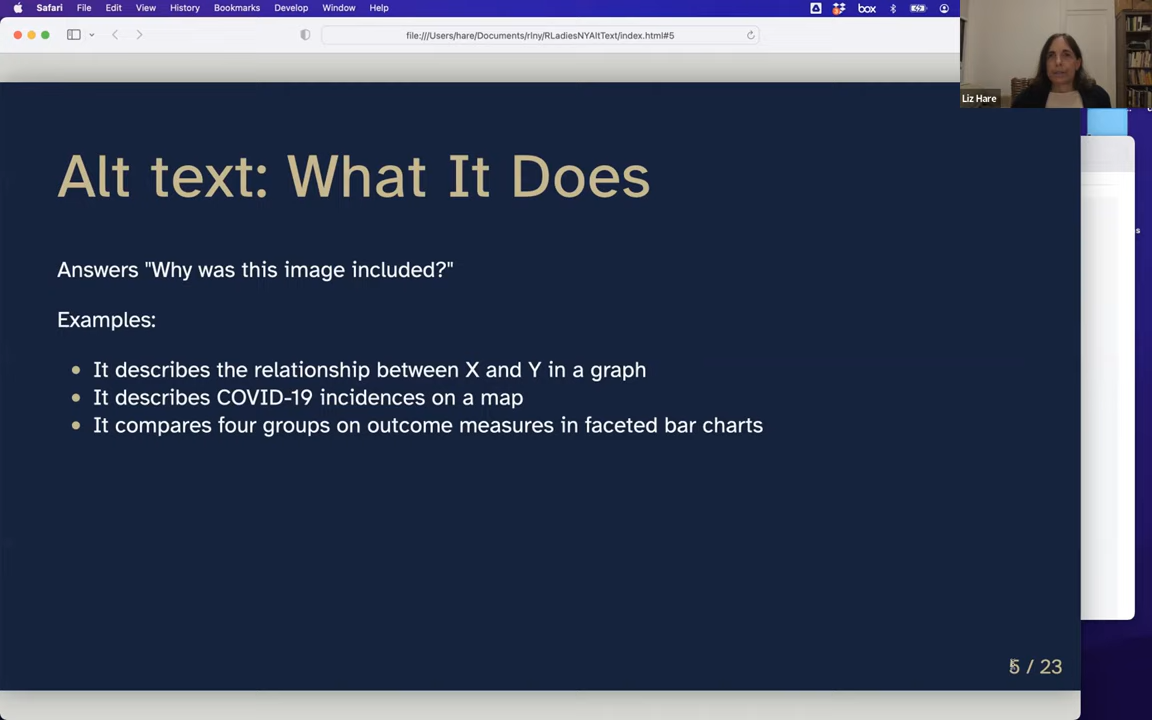 Safari File Edit View History Bookmarks Develop Window Help
box
file:///Users/hare/Documents/rlny/RLadiesNYAltText/index.html#5
Liz Hare
Alt text: What It Does
Answers "Why was this image included?"
Examples:
It describes the relationship between X and Y in a graph
It describes COVID-19 incidences on a map
It compares four groups on outcome measures in faceted bar charts
5 / 23